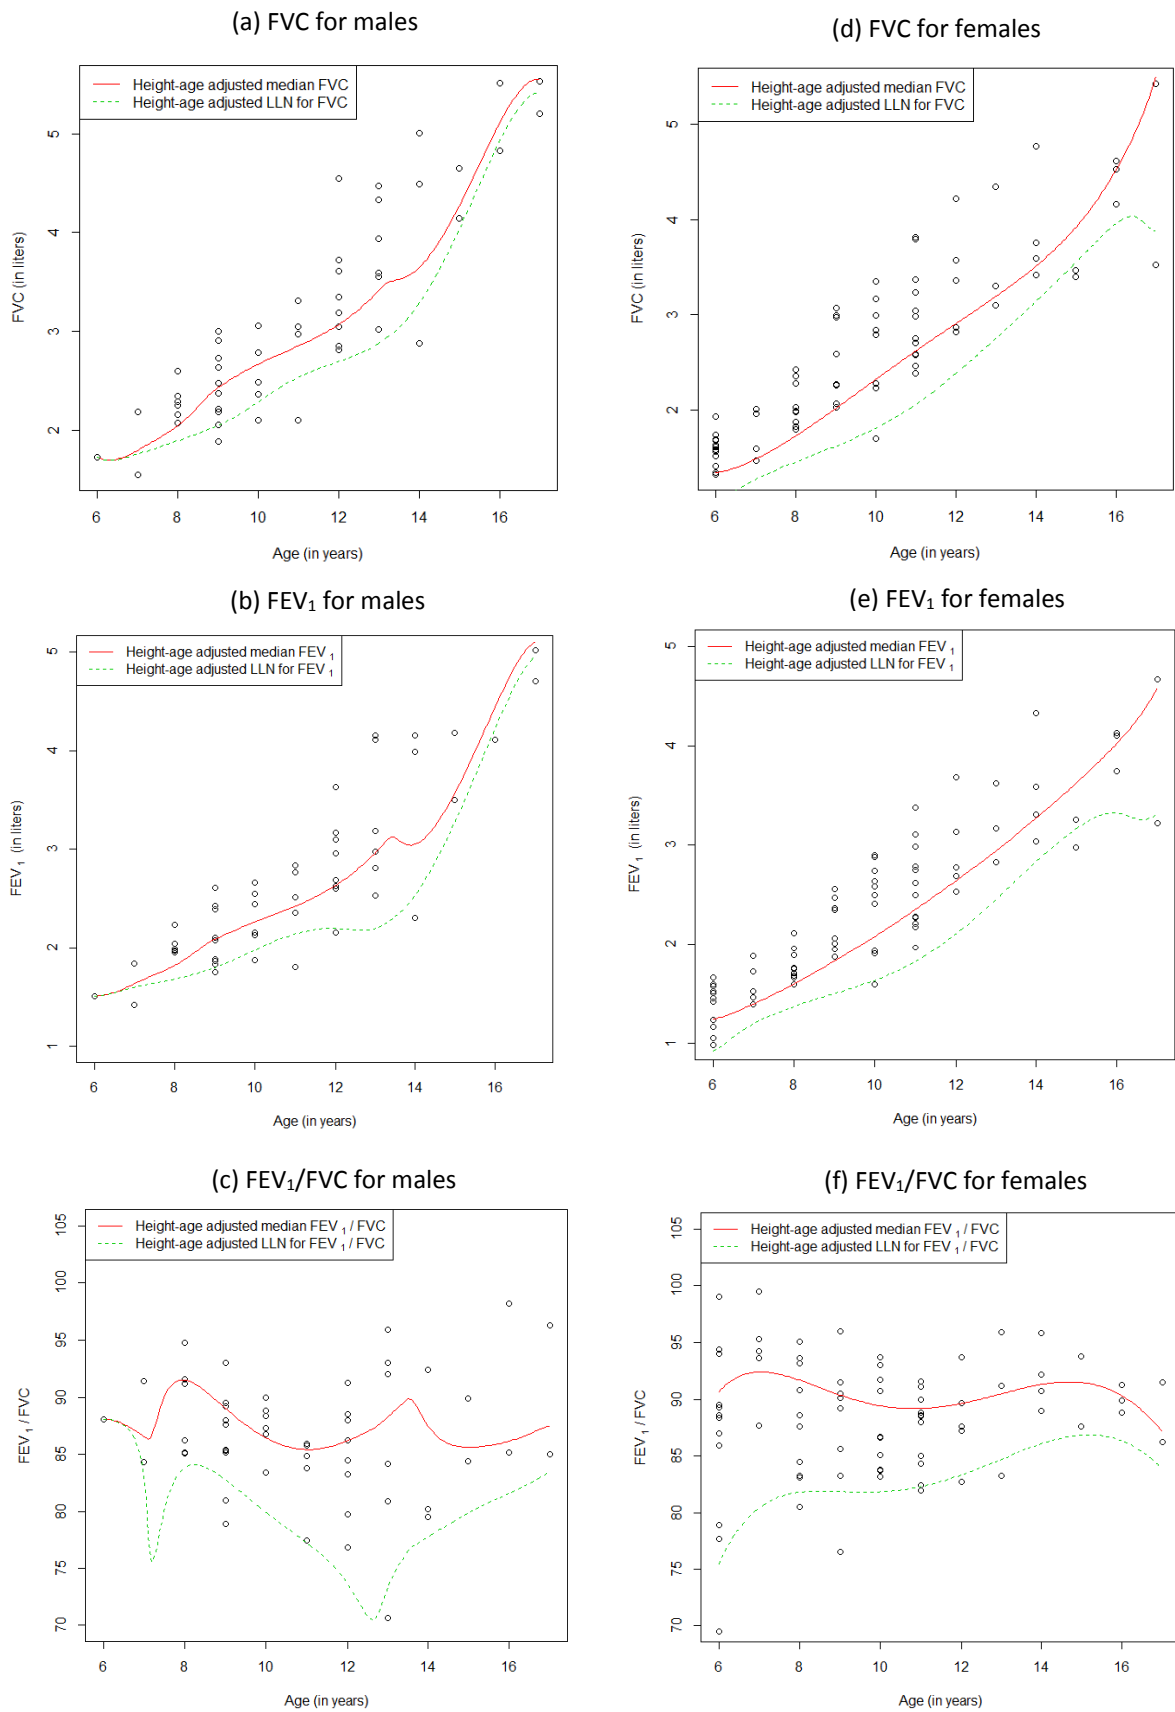 (a) FVC for males
Height-age adjusted median FVC
Height-age adjusted LLN for FVC
5
4
3
2
FVC (in liters)
6 8 10 12 14 16
Age (in years)
(d) FVC for females
Height-age adjusted median FVC
Height-age adjusted LLN for FVC
5
4
3
2
FVC (in liters)
6 8 10 12 14 16
Age (in years)
(b) FEV₁ for males
Height-age adjusted median FEV ₁
Height-age adjusted LLN for FEV ₁
5
4
3
2
1
FEV ₁ (in liters)
6 8 10 12 14 16
Age (in years)
(e) FEV₁ for females
Height-age adjusted median FEV ₁
Height-age adjusted LLN for FEV ₁
5
4
3
2
1
FEV ₁ (in liters)
6 8 10 12 14 16
Age (in years)
(c) FEV₁/FVC for males
Height-age adjusted median FEV ₁ / FVC
Height-age adjusted LLN for FEV ₁ / FVC
105
100
95
90
85
80
75
70
FEV ₁ / FVC
6 8 10 12 14 16
Age (in years)
(f) FEV₁/FVC for females
Height-age adjusted median FEV ₁ / FVC
Height-age adjusted LLN for FEV ₁ / FVC
105
100
95
90
85
80
75
70
FEV ₁ / FVC
6 8 10 12 14 16
Age (in years)